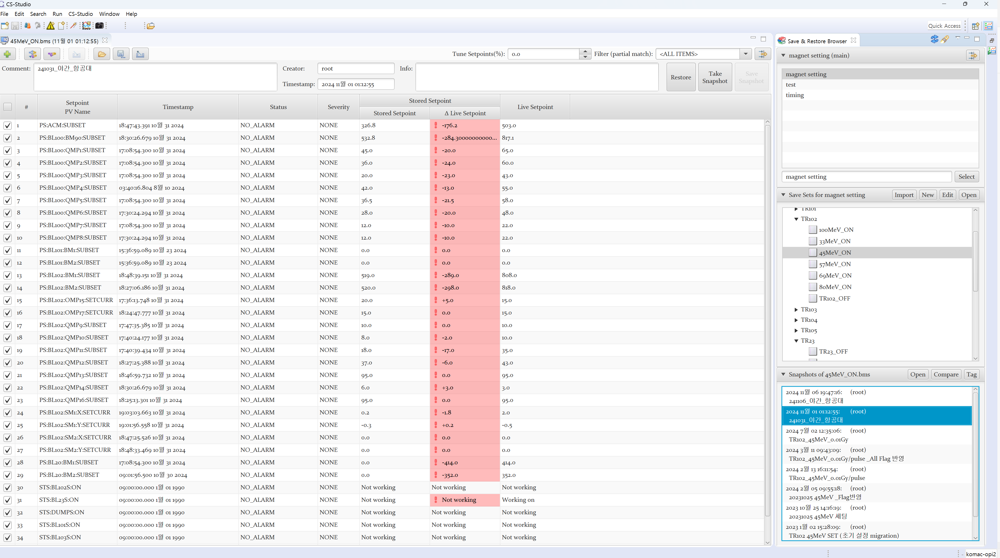 CS-Studio
File Edit Search Run CS-Studio Window Help
Quick Access
45MeV_ON.bms (11월 01 01:12:55)
Tune Setpoints(%): 0.0 Filter (partial match): <ALL ITEMS>
Comment: 241031_야간_항공대
Creator: root
Timestamp: 2024 11월 01 01:12:55
Info:
Restore
Take Snapshot
Save Snapshot
# Setpoint PV Name Timestamp Status Severity Stored Setpoint Live Setpoint
Stored Setpoint Δ Live Setpoint
1 PS:ACM:SUBSET 18:47:43.391 10월 31 2024 NO_ALARM NONE 326.8 -176.2 503.0
2 PS:BL100:BM90:SUBSET 18:30:26.679 10월 31 2024 NO_ALARM NONE 532.8 -284.30000000000... 817.1
3 PS:BL100:QMP1:SUBSET 17:08:54.300 10월 31 2024 NO_ALARM NONE 45.0 -20.0 65.0
4 PS:BL100:QMP2:SUBSET 17:08:54.300 10월 31 2024 NO_ALARM NONE 36.0 -24.0 60.0
5 PS:BL100:QMP3:SUBSET 17:08:54.300 10월 31 2024 NO_ALARM NONE 20.0 -23.0 43.0
6 PS:BL100:QMP4:SUBSET 03:40:16.804 8월 10 2024 NO_ALARM NONE 42.0 -13.0 55.0
7 PS:BL100:QMP5:SUBSET 17:08:54.300 10월 31 2024 NO_ALARM NONE 36.5 -21.5 58.0
8 PS:BL100:QMP6:SUBSET 17:30:24.294 10월 31 2024 NO_ALARM NONE 28.0 -20.0 48.0
9 PS:BL100:QMP7:SUBSET 17:08:54.300 10월 31 2024 NO_ALARM NONE 12.0 -10.0 22.0
10 PS:BL100:QMP8:SUBSET 17:30:24.294 10월 31 2024 NO_ALARM NONE 12.0 -10.0 22.0
11 PS:BL101:BM1:SUBSET 15:36:59.089 10월 23 2024 NO_ALARM NONE 0.0 0.0 0.0
12 PS:BL101:BM2:SUBSET 15:36:59.089 10월 23 2024 NO_ALARM NONE 0.0 0.0 0.0
13 PS:BL102:BM1:SUBSET 18:48:39.151 10월 31 2024 NO_ALARM NONE 519.0 -289.0 808.0
14 PS:BL102:BM2:SUBSET 18:27:06.186 10월 31 2024 NO_ALARM NONE 520.0 -298.0 818.0
15 PS:BL102:OMP15:SETCURR 17:36:13.748 10월 31 2024 NO_ALARM NONE 20.0 +5.0 15.0
16 PS:BL102:OMP17:SETCURR 18:24:47.777 10월 31 2024 NO_ALARM NONE 15.0 0.0 15.0
17 PS:BL102:QMP9:SUBSET 17:47:35.385 10월 31 2024 NO_ALARM NONE 10.0 0.0 10.0
18 PS:BL102:QMP10:SUBSET 17:40:24.177 10월 31 2024 NO_ALARM NONE 8.0 -2.0 10.0
19 PS:BL102:QMP11:SUBSET 17:40:39.434 10월 31 2024 NO_ALARM NONE 18.0 -17.0 35.0
20 PS:BL102:QMP12:SUBSET 18:27:25.388 10월 31 2024 NO_ALARM NONE 37.0 -6.0 43.0
21 PS:BL102:QMP13:SUBSET 18:46:59.732 10월 31 2024 NO_ALARM NONE 95.0 0.0 95.0
22 PS:BL102:QMP14:SUBSET 18:30:26.679 10월 31 2024 NO_ALARM NONE 6.0 +3.0 3.0
23 PS:BL102:QMP16:SUBSET 18:25:13.301 10월 31 2024 NO_ALARM NONE 95.0 0.0 95.0
24 PS:BL102:SM1:X:SETCURR 19:03:03.663 10월 31 2024 NO_ALARM NONE 0.2 -1.8 2.0
25 PS:BL102:SM1:Y:SETCURR 19:01:56.558 10월 31 2024 NO_ALARM NONE -0.3 +0.2 -0.5
26 PS:BL102:SM2:X:SETCURR 18:47:25.526 10월 31 2024 NO_ALARM NONE 0.0 0.0 0.0
27 PS:BL102:SM2:Y:SETCURR 18:48:33.469 10월 31 2024 NO_ALARM NONE 0.0 0.0 0.0
28 PS:BL20:BM1:SUBSET 17:08:54.300 10월 31 2024 NO_ALARM NONE 0.0 -414.0 414.0
29 PS:BL20:BM2:SUBSET 09:01:56.500 10월 30 2024 NO_ALARM NONE 0.0 -352.0 352.0
30 STS:BL102S:ON 09:00:00.000 1월 01 1990 NO_ALARM NONE Not working Not working Not working
31 STS:BL23S:ON 09:00:00.000 1월 01 1990 NO_ALARM NONE Not working Not working Working on
32 STS:DUMPS:ON 09:00:00.000 1월 01 1990 NO_ALARM NONE Not working Not working Not working
33 STS:BL101S:ON 09:00:00.000 1월 01 1990 NO_ALARM NONE Not working Not working Not working
34 STS:BL103S:ON 09:00:00.000 1월 01 1990 NO_ALARM NONE Not working Not working Not working
Save & Restore Browser
magnet setting (main)
magnet setting
test
timing
magnet setting Select
Save Sets for magnet setting Import New Edit Open
TR101
TR102
100MeV_ON
33MeV_ON
45MeV_ON
57MeV_ON
69MeV_ON
80MeV_ON
TR102_OFF
TR103
TR104
TR105
TR23
TR23_OFF
Snapshots of 45MeV_ON.bms Open Compare Tag
2024 11월 06 19:47:16: (root)
241106_야간_항공대
2024 11월 01 01:12:55: (root)
241031_야간_항공대
2024 7월 02 12:35:06: (root)
TR102_45MeV_0.01Gy
2024 3월 11 09:43:09: (root)
TR102_45MeV_0.01Gy/pulse _All Flag 반영
2024 2월 13 16:11:54: (root)
TR102_45MeV_0.01Gy/pulse
2024 2월 05 09:55:18: (root)
20231025 45MeV _Flag반영
2023 10월 25 14:16:19: (root)
20231025 45MeV 세팅
2023 1월 02 15:28:09: (root)
TR102 45MeV SET (초기 설정 migration)
komac-opi2